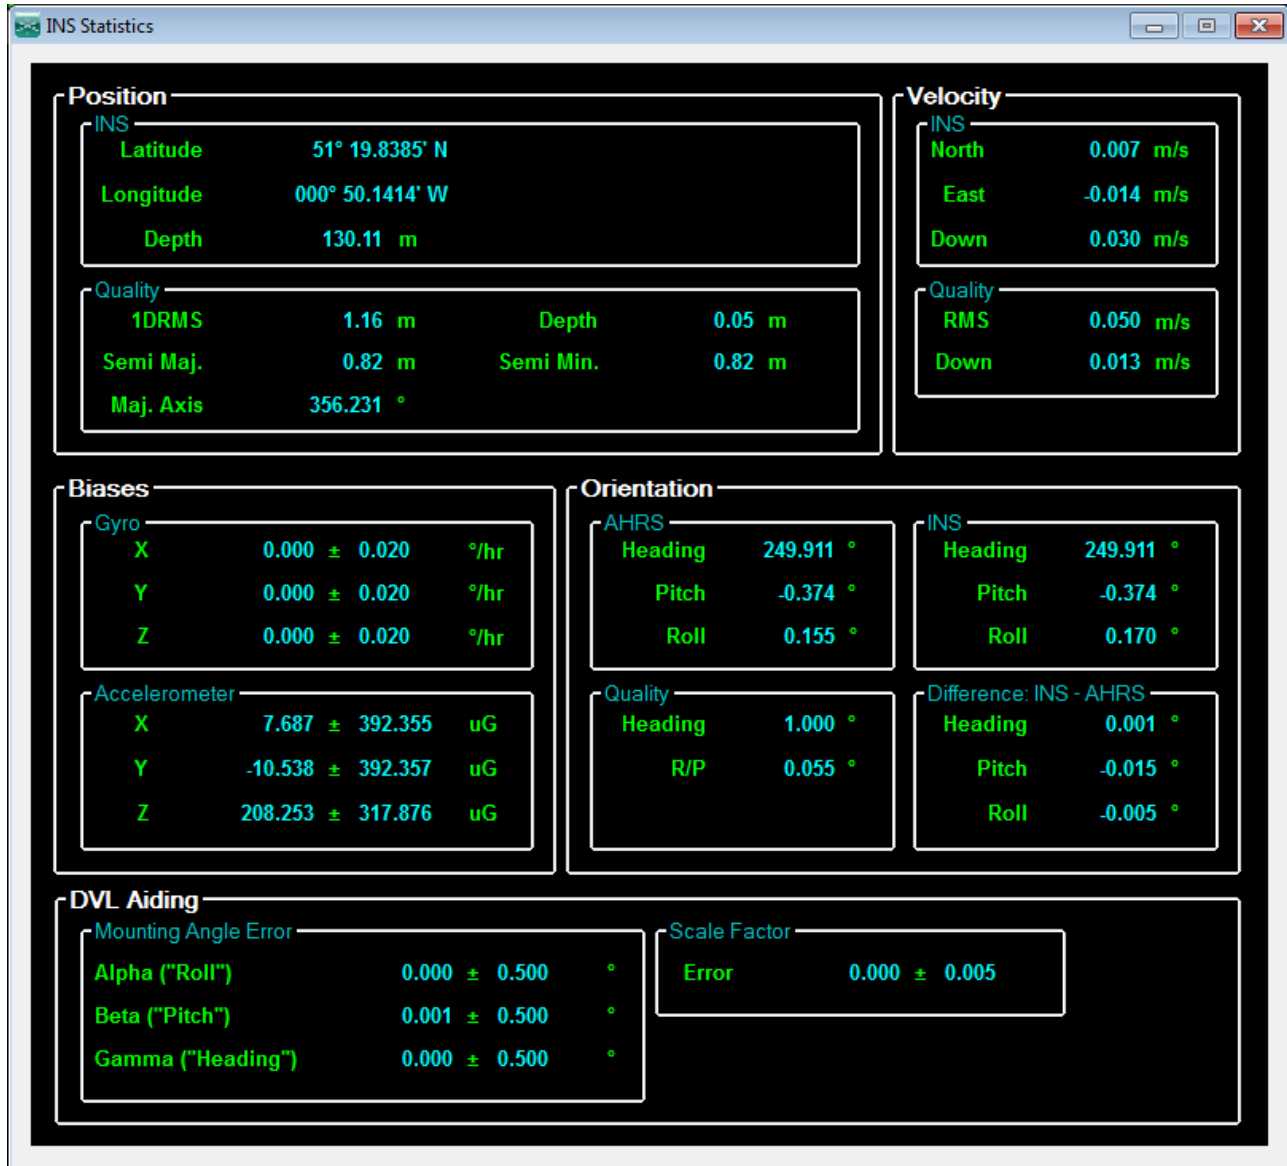 INS Statistics
Position
INS
Latitude 51° 19.8385' N
Longitude 000° 50.1414' W
Depth 130.11 m
Quality
1DRMS 1.16 m Depth 0.05 m
Semi Maj. 0.82 m Semi Min. 0.82 m
Maj. Axis 356.231 °
Velocity
INS
North 0.007 m/s
East -0.014 m/s
Down 0.030 m/s
Quality
RMS 0.050 m/s
Down 0.013 m/s
Biases
Gyro
X 0.000 ± 0.020 °/hr
Y 0.000 ± 0.020 °/hr
Z 0.000 ± 0.020 °/hr
Accelerometer
X 7.687 ± 392.355 uG
Y -10.538 ± 392.357 uG
Z 208.253 ± 317.876 uG
Orientation
AHRS
Heading 249.911 °
Pitch -0.374 °
Roll 0.155 °
INS
Heading 249.911 °
Pitch -0.374 °
Roll 0.170 °
Quality
Heading 1.000 °
R/P 0.055 °
Difference: INS - AHRS
Heading 0.001 °
Pitch -0.015 °
Roll -0.005 °
DVL Aiding
Mounting Angle Error
Alpha ("Roll") 0.000 ± 0.500 °
Beta ("Pitch") 0.001 ± 0.500 °
Gamma ("Heading") 0.000 ± 0.500 °
Scale Factor
Error 0.000 ± 0.005